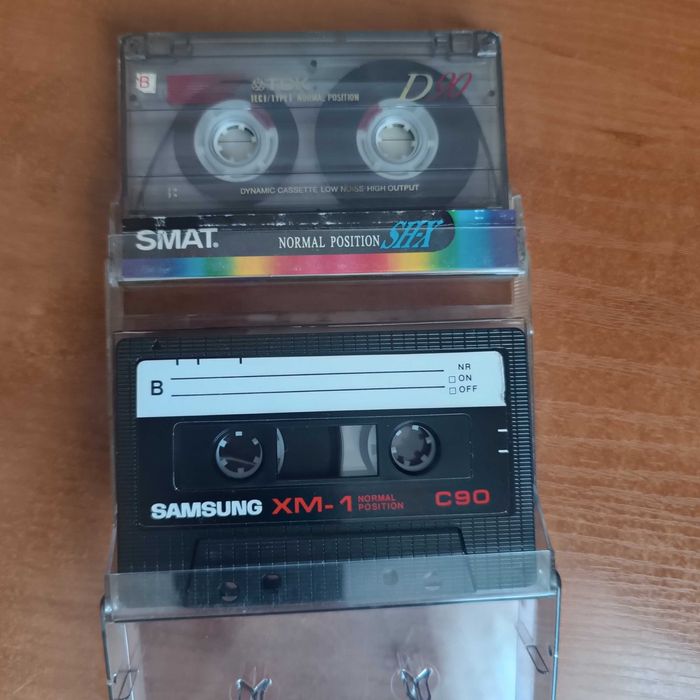 B
TDK
D90
IECI/TYPEI NORMAL POSITION
DYNAMIC CASSETTE LOW NOISE HIGH OUTPUT
SMAT.
NORMAL POSITION SH-X
NR
B
ON
OFF
SAMSUNG XM-1 NORMAL POSITION C90